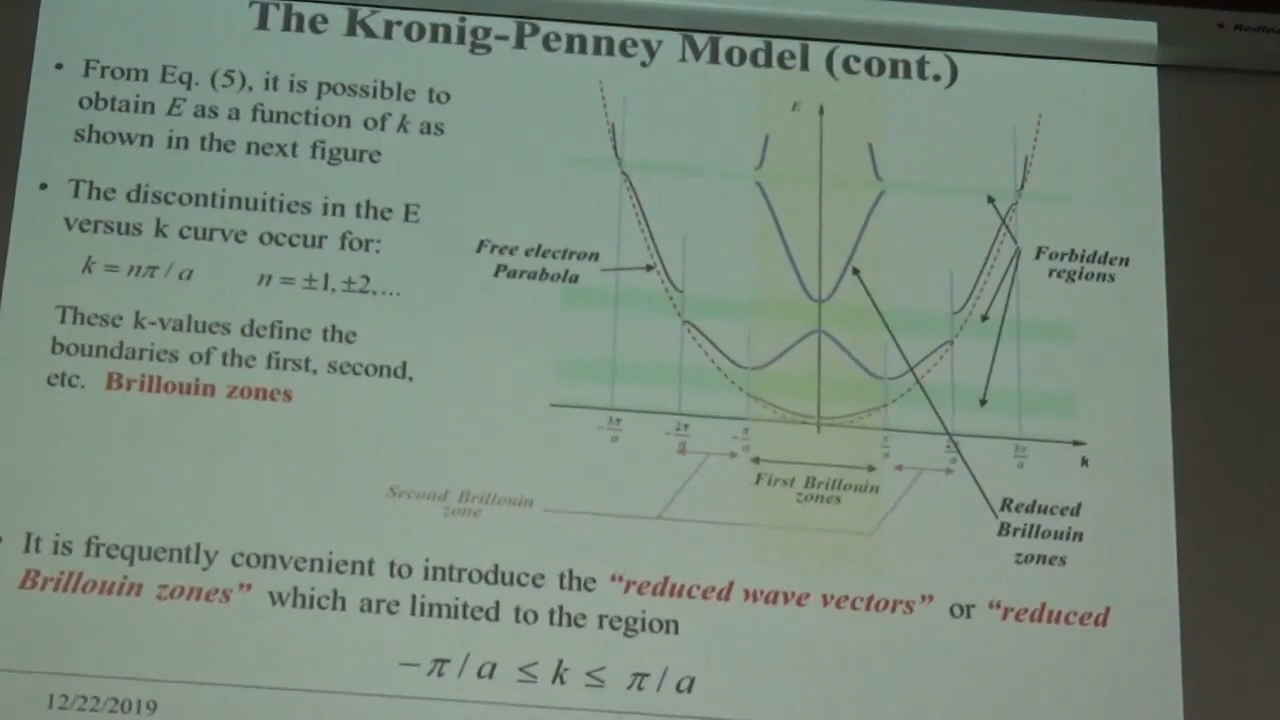 The Kronig-Penney Model (cont.)
• From Eq. (5), it is possible to
obtain E as a function of k as
shown in the next figure
• The discontinuities in the E
versus k curve occur for:
k = nπ / a n = ±1, ±2, ...
These k-values define the
boundaries of the first, second,
etc. Brillouin zones
E
Free electron
Parabola
Forbidden
regions
-3π/a -2π/a -π/a π/a 2π/a 3π/a
k
First Brillouin
zones
Second Brillouin
zone
Reduced
Brillouin
zones
It is frequently convenient to introduce the “reduced wave vectors” or “reduced
Brillouin zones” which are limited to the region
−π / a ≤ k ≤ π / a
12/22/2019